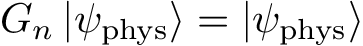 G_n |ψ_phys⟩ = |ψ_phys⟩